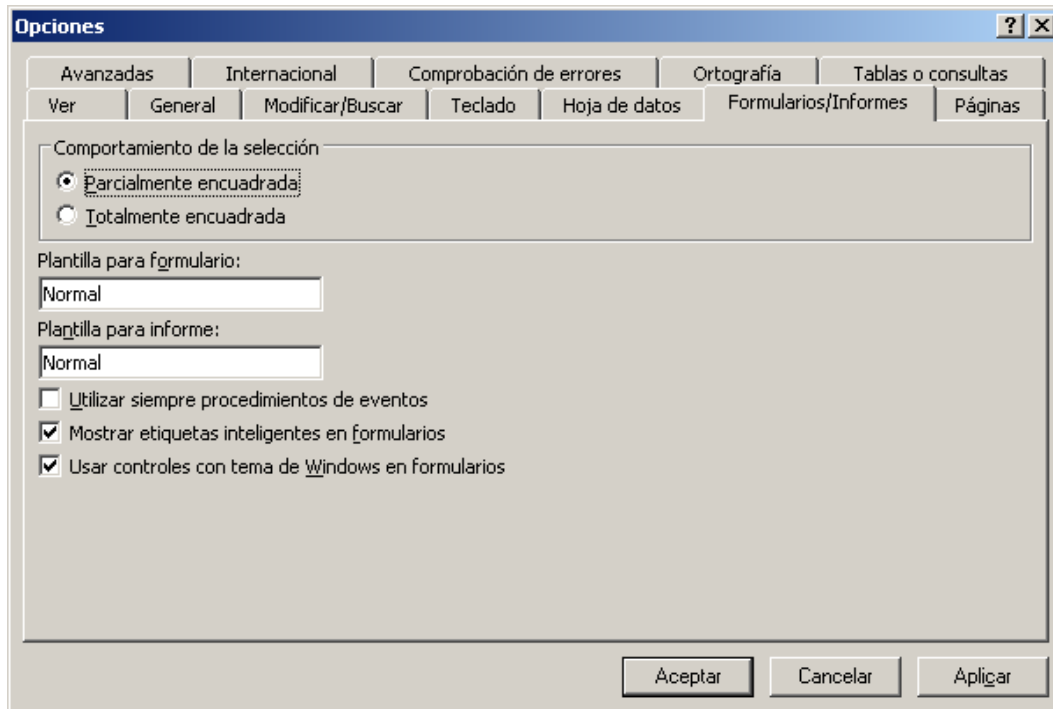 Opciones
Avanzadas Internacional Comprobación de errores Ortografía Tablas o consultas
Ver General Modificar/Buscar Teclado Hoja de datos Formularios/Informes Páginas
Comportamiento de la selección
Parcialmente encuadrada
Totalmente encuadrada
Plantilla para formulario:
Normal
Plantilla para informe:
Normal
Utilizar siempre procedimientos de eventos
Mostrar etiquetas inteligentes en formularios
Usar controles con tema de Windows en formularios
Aceptar Cancelar Aplicar